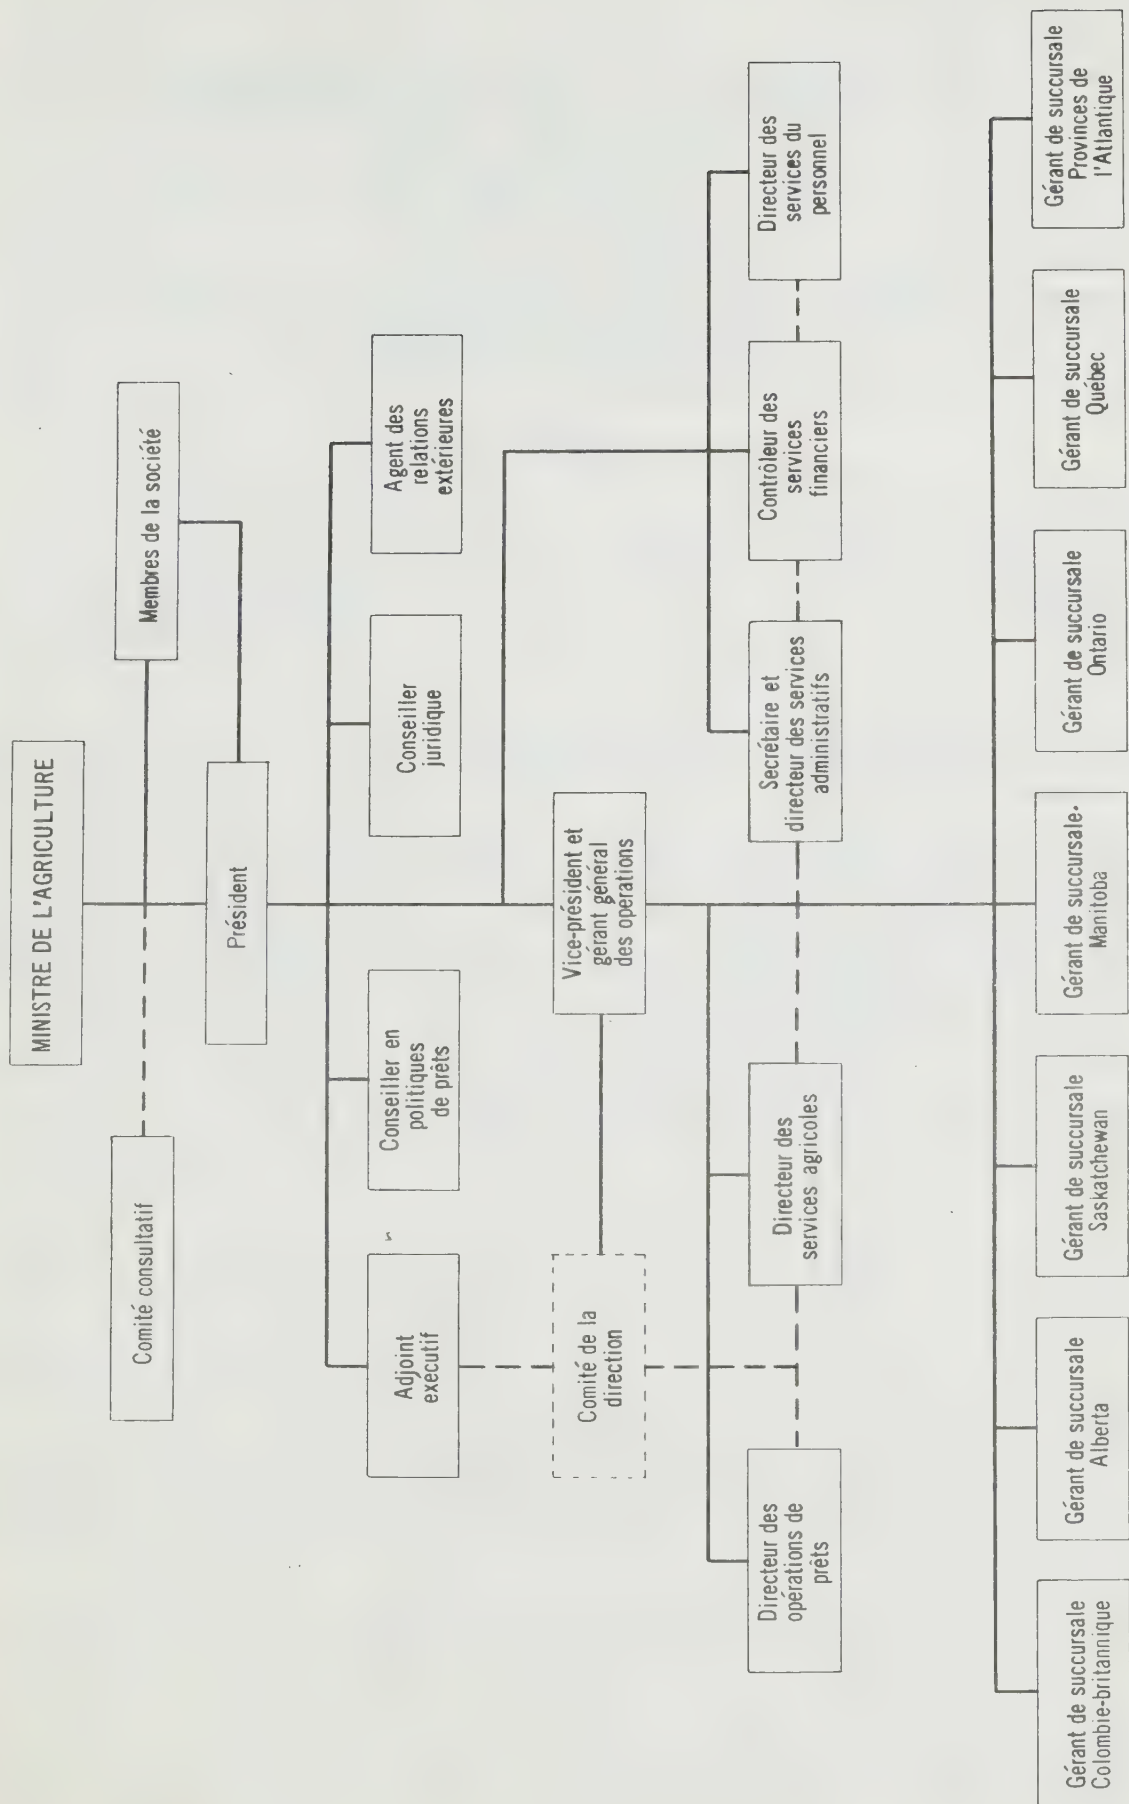 MINISTRE DE L'AGRICULTURE
Comité consultatif
Membres de la société
Président
Adjoint
exécutif
Conseiller en
politiques
de prêts
Conseiller
juridique
Agent des
relations
extérieures
Comité de la
direction
Vice-président et
gérant général
des operations
Directeur des
opérations de
prêts
Directeur des
services agricoles
Secrétaire et
directeur des services
administratifs
Contrôleur des
services
financiers
Directeur des
services du
personnel
Gérant de succursale
Colombie-britannique
Gérant de succursale
Alberta
Gérant de succursale
Saskatchewan
Gérant de succursale
Manitoba
Gérant de succursale
Ontario
Gérant de succursale
Québec
Gérant de succursale
Provinces de
l'Atlantique